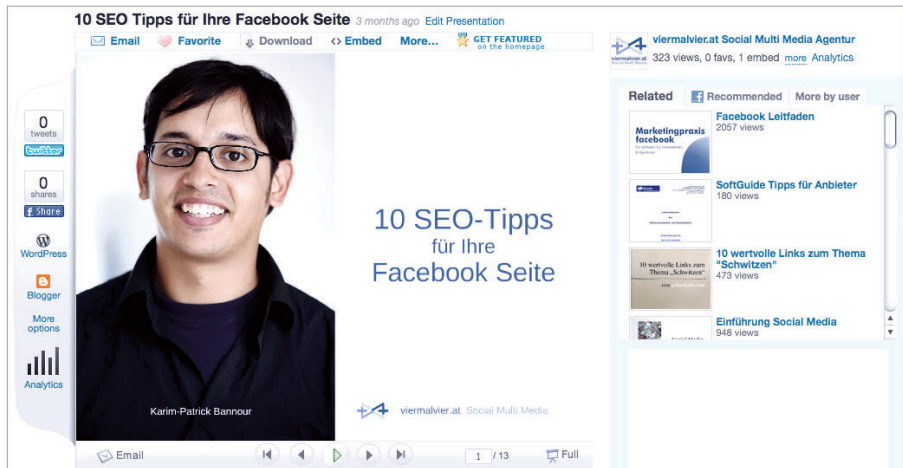 10 SEO Tipps für Ihre Facebook Seite 3 months ago Edit Presentation
Email Favorite Download <> Embed More... GET FEATURED
on the homepage
0
tweets
twitter
0
shares
f Share
WordPress
Blogger
More
options
Analytics
10 SEO-Tipps
für Ihre
Facebook Seite
Karim-Patrick Bannour
viermalvier.at Social Multi Media
Email
1 / 13
Full
viermalvier.at Social Multi Media Agentur
323 views, 0 favs, 1 embed more Analytics
Related Recommended More by user
Marketingpraxis
facebook
Facebook Leitfaden
2057 views
SoftGuide Tipps für Anbieter
180 views
10 wertvolle Links zum
Thema „Schwitzen"
10 wertvolle Links zum Thema
"Schwitzen"
473 views
Einführung Social Media
948 views